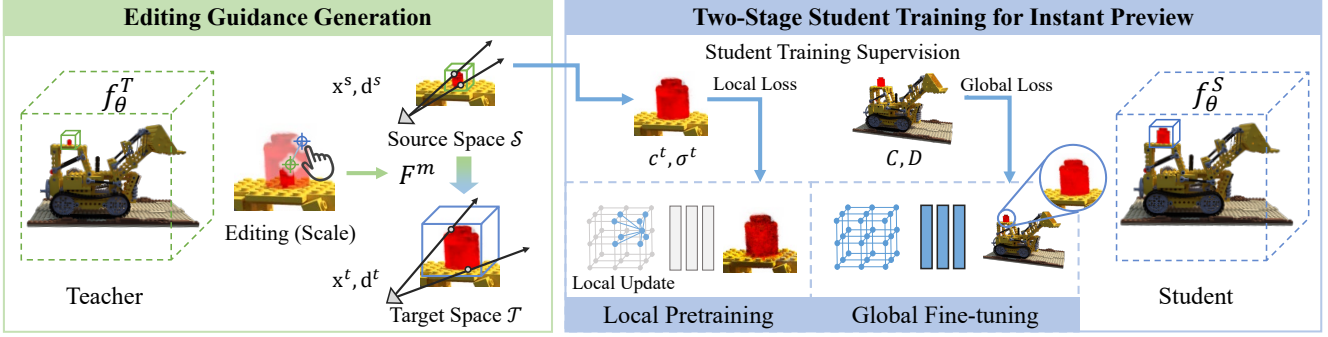 Editing Guidance Generation
f_θ^T
Teacher
Editing (Scale)
F^m
x^s, d^s
Source Space 𝒮
x^t, d^t
Target Space 𝒯
Two-Stage Student Training for Instant Preview
Student Training Supervision
Local Loss
Global Loss
c^t, σ^t
C, D
Local Update
Local Pretraining
Global Fine-tuning
f_θ^S
Student